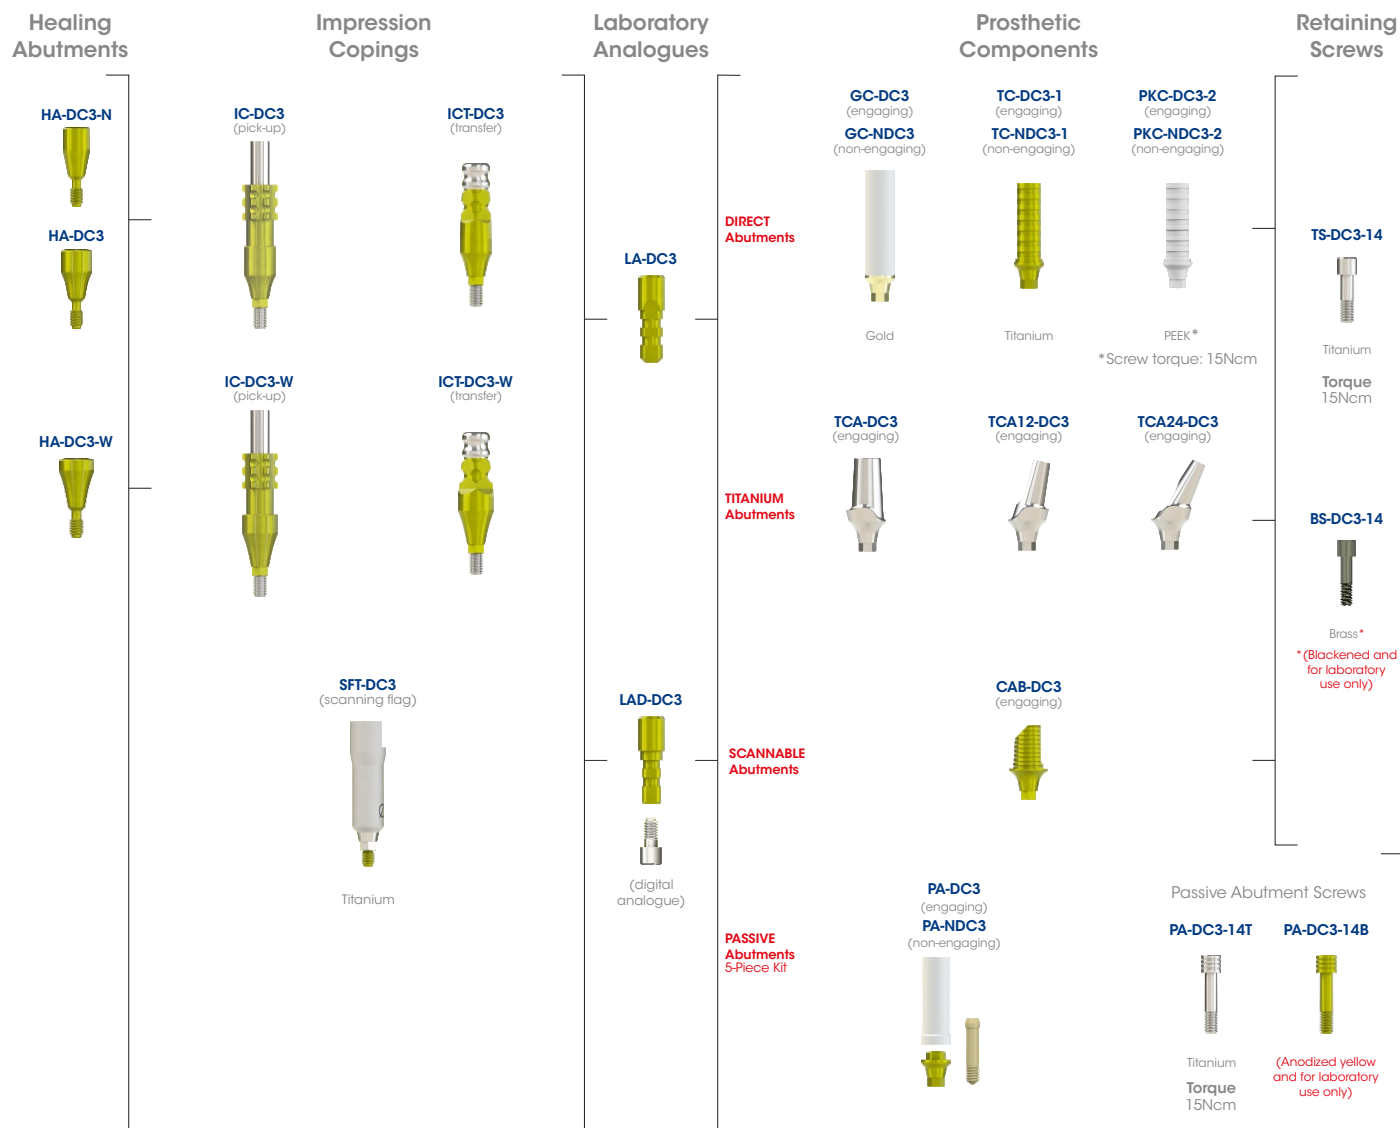 Healing
Abutments
Impression
Copings
Laboratory
Analogues
Prosthetic
Components
Retaining
Screws
HA-DC3-N
HA-DC3
HA-DC3-W
IC-DC3
(pick-up)
ICT-DC3
(transfer)
IC-DC3-W
(pick-up)
ICT-DC3-W
(transfer)
SFT-DC3
(scanning flag)
Titanium
LA-DC3
LAD-DC3
(digital
analogue)
DIRECT
Abutments
GC-DC3
(engaging)
GC-NDC3
(non-engaging)
Gold
TC-DC3-1
(engaging)
TC-NDC3-1
(non-engaging)
Titanium
PKC-DC3-2
(engaging)
PKC-NDC3-2
(non-engaging)
PEEK*
*Screw torque: 15Ncm
TITANIUM
Abutments
TCA-DC3
(engaging)
TCA12-DC3
(engaging)
TCA24-DC3
(engaging)
SCANNABLE
Abutments
CAB-DC3
(engaging)
PASSIVE
Abutments
5-Piece Kit
PA-DC3
(engaging)
PA-NDC3
(non-engaging)
TS-DC3-14
Titanium
Torque
15Ncm
BS-DC3-14
Brass*
*(Blackened and
for laboratory
use only)
Passive Abutment Screws
PA-DC3-14T
Titanium
Torque
15Ncm
PA-DC3-14B
(Anodized yellow
and for laboratory
use only)